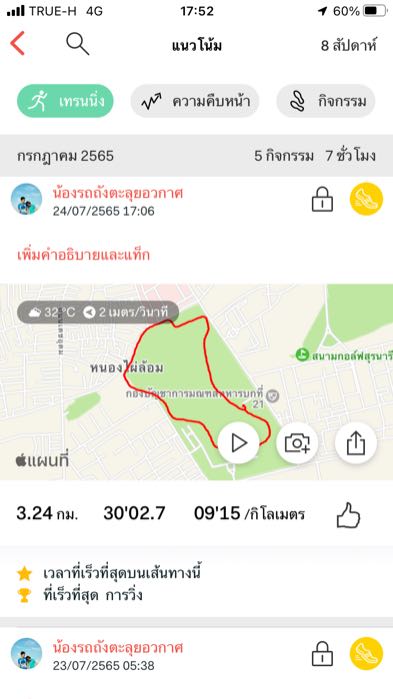 TRUE-H 4G 17:52 60%
แนวโน้ม 8 สัปดาห์
เทรนนิ่ง ความคืบหน้า กิจกรรม
กรกฎาคม 2565 5 กิจกรรม 7 ชั่วโมง
น้องรถถังตะลุยอวกาศ
24/07/2565 17:06
เพิ่มคำอธิบายและแท็ก
32°C 2 เมตร/วินาที
สนามกอล์ฟสุรนารี
หนองไผ่ล้อม
กองบัญชาการมณฑลทหารบกที่
21
แผนที่
3.24 กม. 30'02.7 09'15 /กิโลเมตร
เวลาที่เร็วที่สุดบนเส้นทางนี้
ที่เร็วที่สุด การวิ่ง
น้องรถถังตะลุยอวกาศ
23/07/2565 05:38